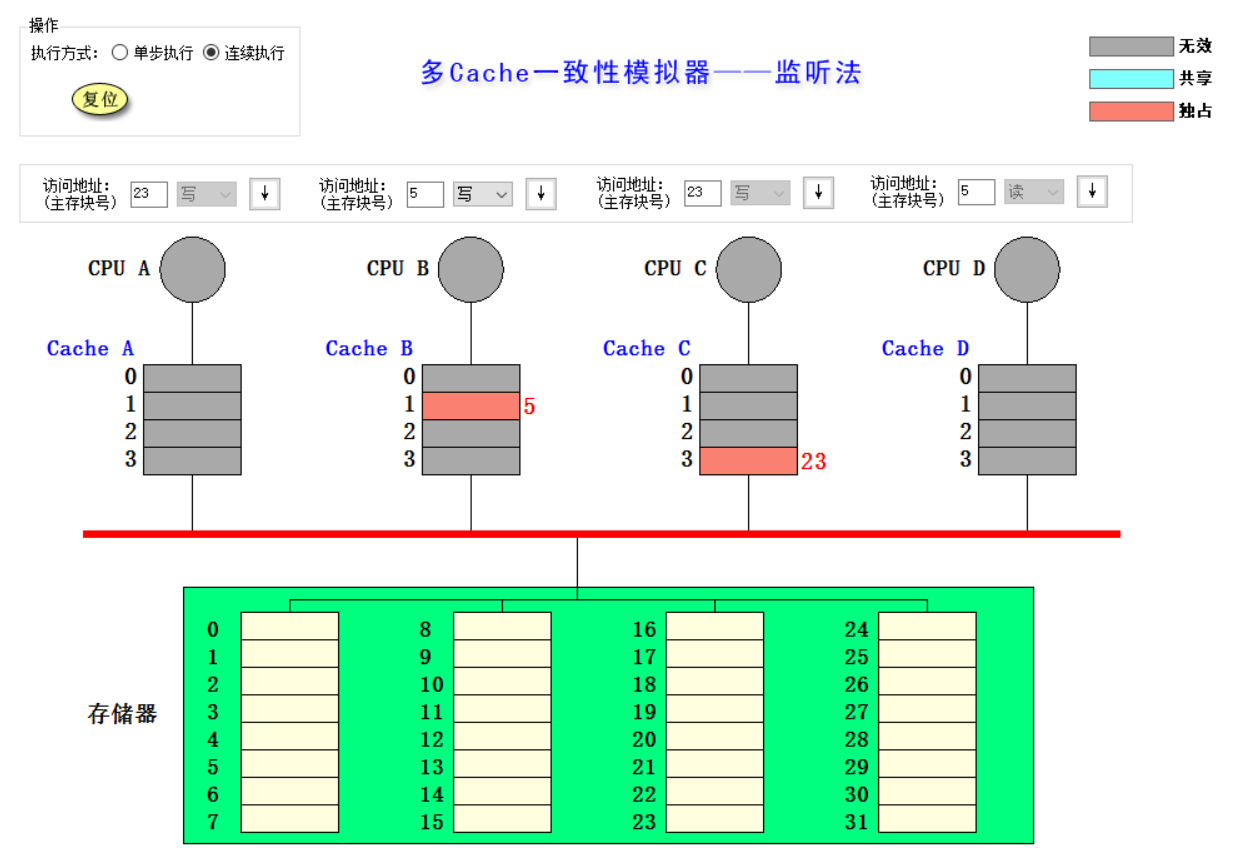 操作
执行方式: 单步执行 连续执行
复位
多Cache一致性模拟器——监听法
无效
共享
独占
访问地址:
(主存块号) 23 写 ↓
访问地址:
(主存块号) 5 写 ↓
访问地址:
(主存块号) 23 写 ↓
访问地址:
(主存块号) 5 读 ↓
CPU A CPU B CPU C CPU D
Cache A Cache B Cache C Cache D
0 0 0 0
1 1 5 1 1
2 2 2 2
3 3 3 23 3
0 8 16 24
1 9 17 25
2 10 18 26
存储器 3 11 19 27
4 12 20 28
5 13 21 29
6 14 22 30
7 15 23 31